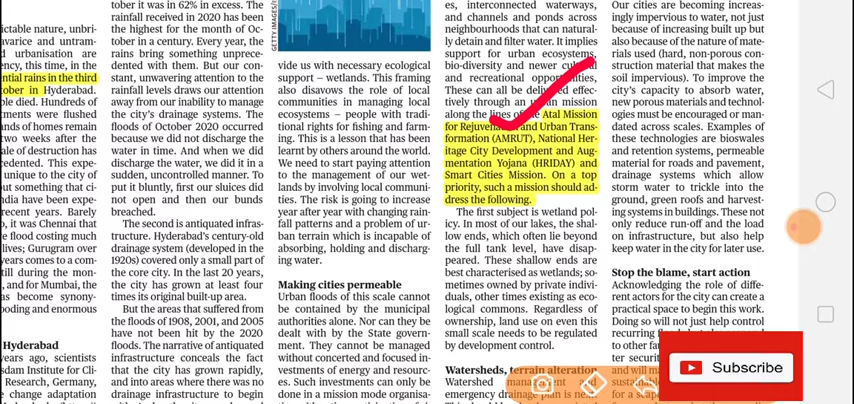 ictable nature, unbri-
avarice and untram-
d urbanisation are
ency, this time, in the
ential rains in the third
tober in Hyderabad.
ple died. Hundreds of
tments were flushed
ands of homes remain
two weeks after the
ale of destruction has
cedented. This expe-
unique to the city of
out something that ci-
India have been expe-
recent years. Barely
o, it was Chennai that
e flood costing much
lives; Gurugram over
years comes to a com-
still during the mon-
, and for Mumbai, the
as become synony-
ooding and enormous
Hyderabad
years ago, scientists
sdam Institute for Cli-
Research, Germany,
tober it was in 62% in excess. The
rainfall received in 2020 has been
the highest for the month of Oc-
tober in a century. Every year, the
rains bring something unprece-
dented with them. But our con-
stant, unwavering attention to the
rainfall levels draws our attention
away from our inability to manage
the city's drainage systems. The
floods of October 2020 occurred
because we did not discharge the
water in time. And when we did
discharge the water, we did it in a
sudden, uncontrolled manner. To
put it bluntly, first our sluices did
not open and then our bunds
breached.
The second is antiquated infras-
tructure. Hyderabad's century-old
drainage system (developed in the
1920s) covered only a small part of
the core city. In the last 20 years,
the city has grown at least four
times its original built-up area.
But the areas that suffered from
the floods of 1908, 2001, and 2005
have not been hit by the 2020
floods. The narrative of antiquated
infrastructure conceals the fact
that the city has grown rapidly,
and into areas where there was no
drainage infrastructure to begin
GETTY IMAGES/
vide us with necessary ecological
support – wetlands. This framing
also disavows the role of local
communities in managing local
ecosystems – people with tradi-
tional rights for fishing and farm-
ing. This is a lesson that has been
learnt by others around the world.
We need to start paying attention
to the management of our wet-
lands by involving local communi-
ties. The risk is going to increase
year after year with changing rain-
fall patterns and a problem of ur-
ban terrain which is incapable of
absorbing, holding and discharg-
ing water.
Making cities permeable
Urban floods of this scale cannot
be contained by the municipal
authorities alone. Nor can they be
dealt with by the State govern-
ment. They cannot be managed
without concerted and focused in-
vestments of energy and resourc-
es. Such investments can only be
done in a mission mode organisa-
es, interconnected waterways,
and channels and ponds across
neighbourhoods that can natural-
ly detain and filter water. It implies
support for urban ecosystems,
bio-diversity and newer cultural
and recreational opportunities.
These can all be delivered effec-
tively through an urban mission
along the lines of the Atal Mission
for Rejuvenation and Urban Trans-
formation (AMRUT), National Her-
itage City Development and Aug-
mentation Yojana (HRIDAY) and
Smart Cities Mission. On a top
priority, such a mission should ad-
dress the following.
The first subject is wetland pol-
icy. In most of our lakes, the shal-
low ends, which often lie beyond
the full tank level, have disap-
peared. These shallow ends are
best characterised as wetlands; so-
metimes owned by private individ-
uals, other times existing as eco-
logical commons. Regardless of
ownership, land use on even this
small scale needs to be regulated
by development control.
Watersheds, terrain alteration
Watershed management and
emergency drainage plan
Our cities are becoming increas-
ingly impervious to water, not just
because of increasing built up but
also because of the nature of mate-
rials used (hard, non-porous con-
struction material that makes the
soil impervious). To improve the
city's capacity to absorb water,
new porous materials and technol-
ogies must be encouraged or man-
dated across scales. Examples of
these technologies are bioswales
and retention systems, permeable
material for roads and pavement,
drainage systems which allow
storm water to trickle into the
ground, green roofs and harvest-
ing systems in buildings. These not
only reduce run-off and the load
on infrastructure, but also help
keep water in the city for later use.
Stop the blame, start action
Acknowledging the role of differ-
ent actors for the city can create a
practical space to begin this work.
Doing so will not just help control
recurring
to other
ter
and will
Subscribe